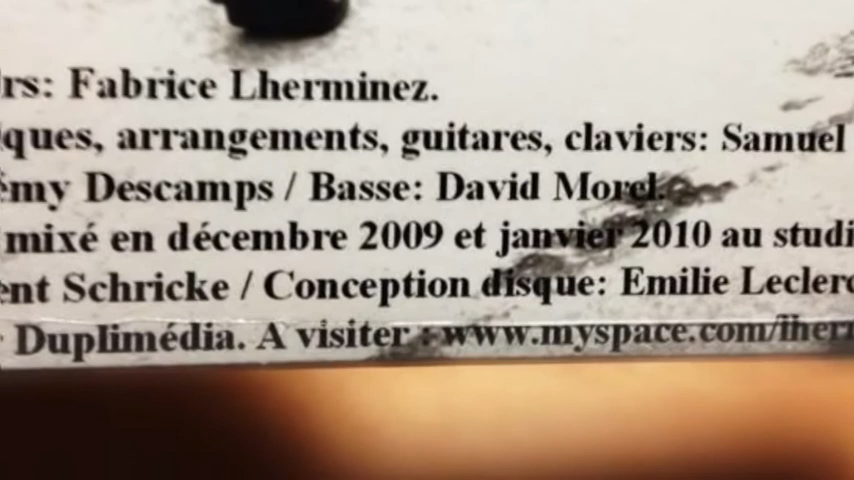 rs: Fabrice Lherminez.
ques, arrangements, guitares, claviers: Samuel
émy Descamps / Basse: David Morel.
mixé en décembre 2009 et janvier 2010 au studi
ent Schricke / Conception disque: Emilie Leclerc
Duplimédia. A visiter : www.myspace.com/lher